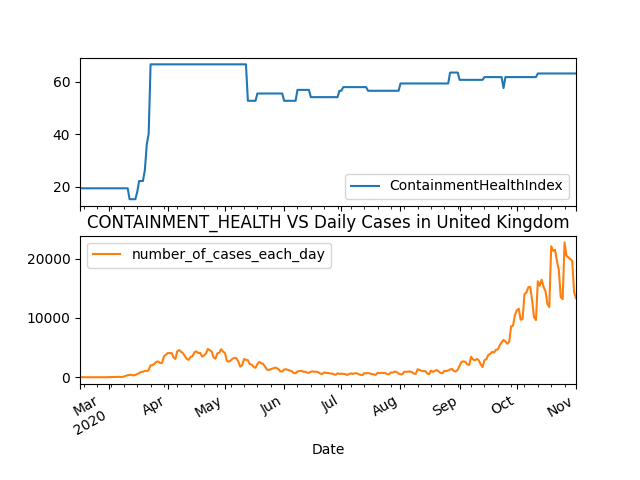 60
40
20
ContainmentHealthIndex
CONTAINMENT_HEALTH VS Daily Cases in United Kingdom
number_of_cases_each_day
20000
10000
0
Mar
2020
Apr
May
Jun
Jul
Aug
Sep
Oct
Nov
Date